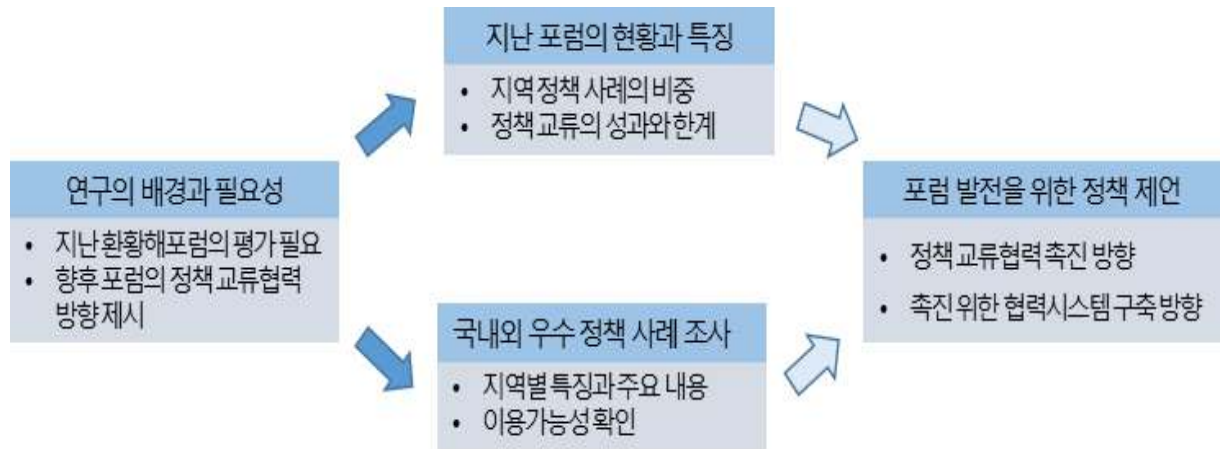 연구의 배경과 필요성
• 지난 환황해포럼의 평가 필요
• 향후 포럼의 정책 교류협력
방향 제시
지난 포럼의 현황과 특징
• 지역 정책 사례의 비중
• 정책 교류의 성과와 한계
국내외 우수 정책 사례 조사
• 지역별 특징과 주요 내용
• 이용가능성 확인
포럼 발전을 위한 정책 제언
• 정책 교류협력 촉진 방향
• 촉진 위한 협력시스템 구축 방향